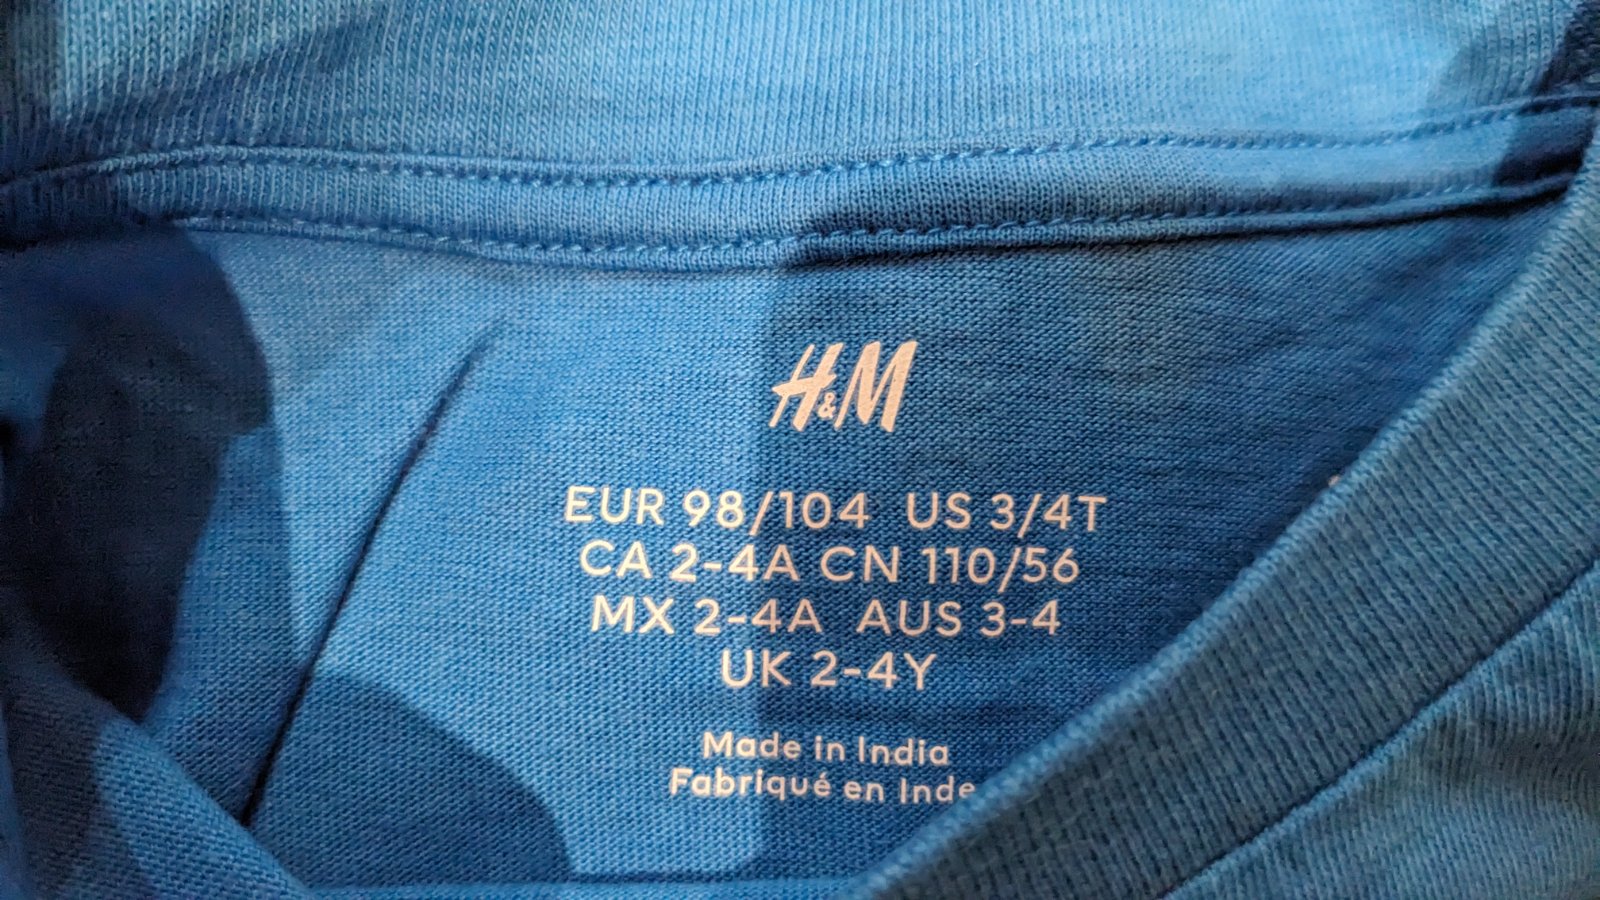 H&M
EUR 98/104 US 3/4T
CA 2-4A CN 110/56
MX 2-4A AUS 3-4
UK 2-4Y
Made in India
Fabriqué en Inde